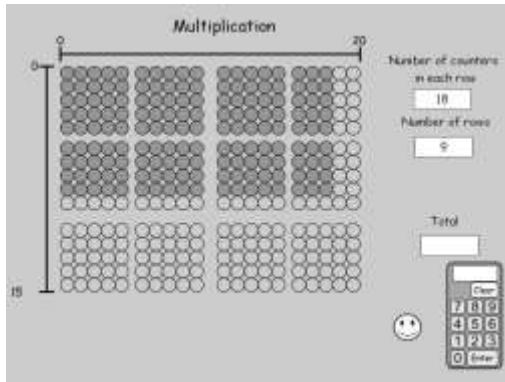 Multiplication
0
20
0
Number of counters
in each row
18
Number of rows
9
Total
15
Clear
7 8 9
4 5 6
1 2 3
0 Enter